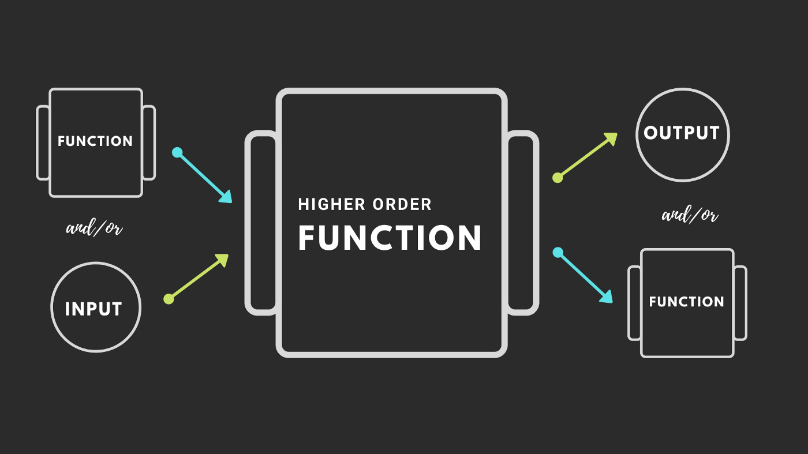 FUNCTION
and/or
INPUT
HIGHER ORDER
FUNCTION
OUTPUT
and/or
FUNCTION